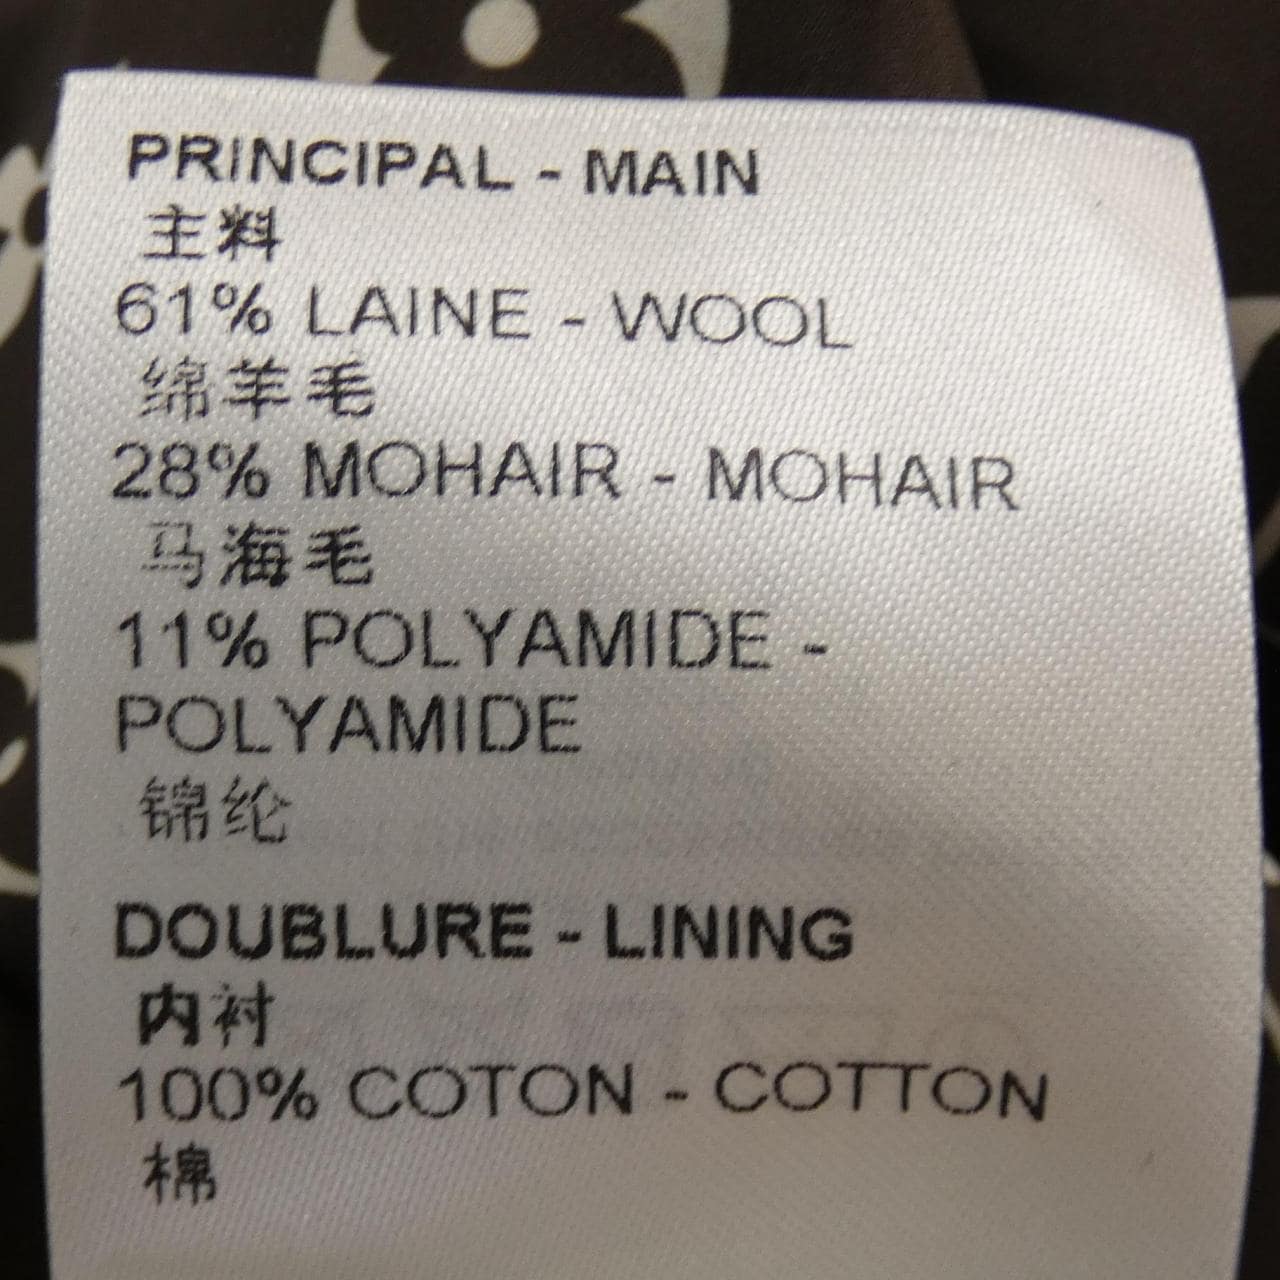 PRINCIPAL - MAIN
主料
61% LAINE - WOOL
绵羊毛
28% MOHAIR - MOHAIR
马海毛
11% POLYAMIDE -
POLYAMIDE
锦纶
DOUBLURE - LINING
内衬
100% COTON - COTTON
棉